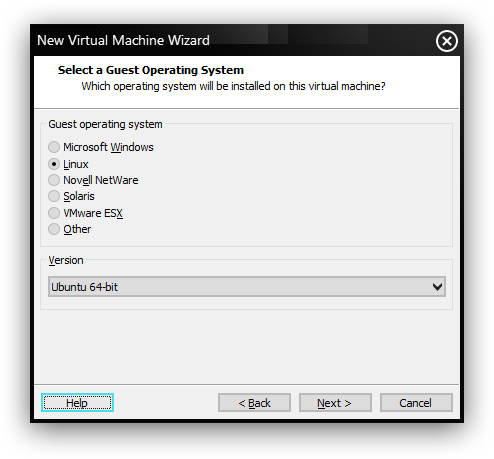 New Virtual Machine Wizard
Select a Guest Operating System
Which operating system will be installed on this virtual machine?
Guest operating system
Microsoft Windows
Linux
Novell NetWare
Solaris
VMware ESX
Other
Version
Ubuntu 64-bit
Help < Back Next > Cancel